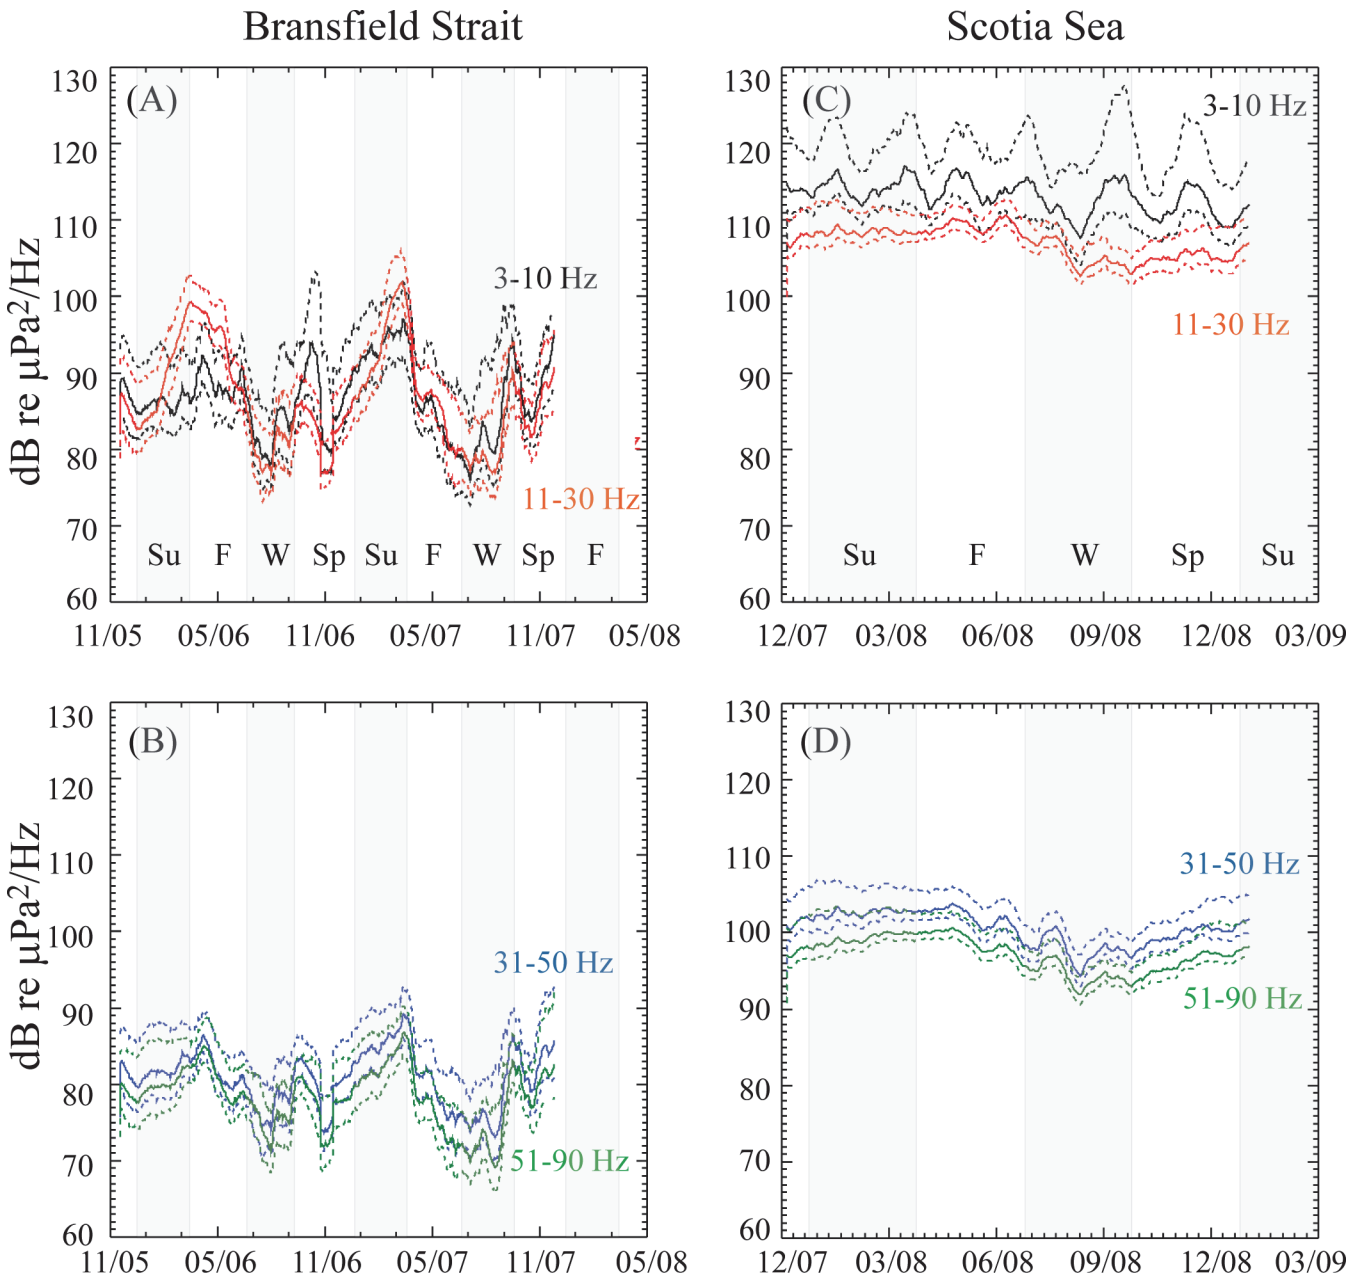 Bransfield Strait
Scotia Sea
dB re μPa²/Hz
(A)
130
120
110
100
90
80
70
60
3-10 Hz
11-30 Hz
Su F W Sp Su F W Sp F
11/05 05/06 11/06 05/07 11/07 05/08
(C)
130
120
110
100
90
80
70
60
3-10 Hz
11-30 Hz
Su F W Sp Su
12/07 03/08 06/08 09/08 12/08 03/09
dB re μPa²/Hz
(B)
130
120
110
100
90
80
70
60
31-50 Hz
51-90 Hz
11/05 05/06 11/06 05/07 11/07 05/08
(D)
130
120
110
100
90
80
70
60
31-50 Hz
51-90 Hz
12/07 03/08 06/08 09/08 12/08 03/09